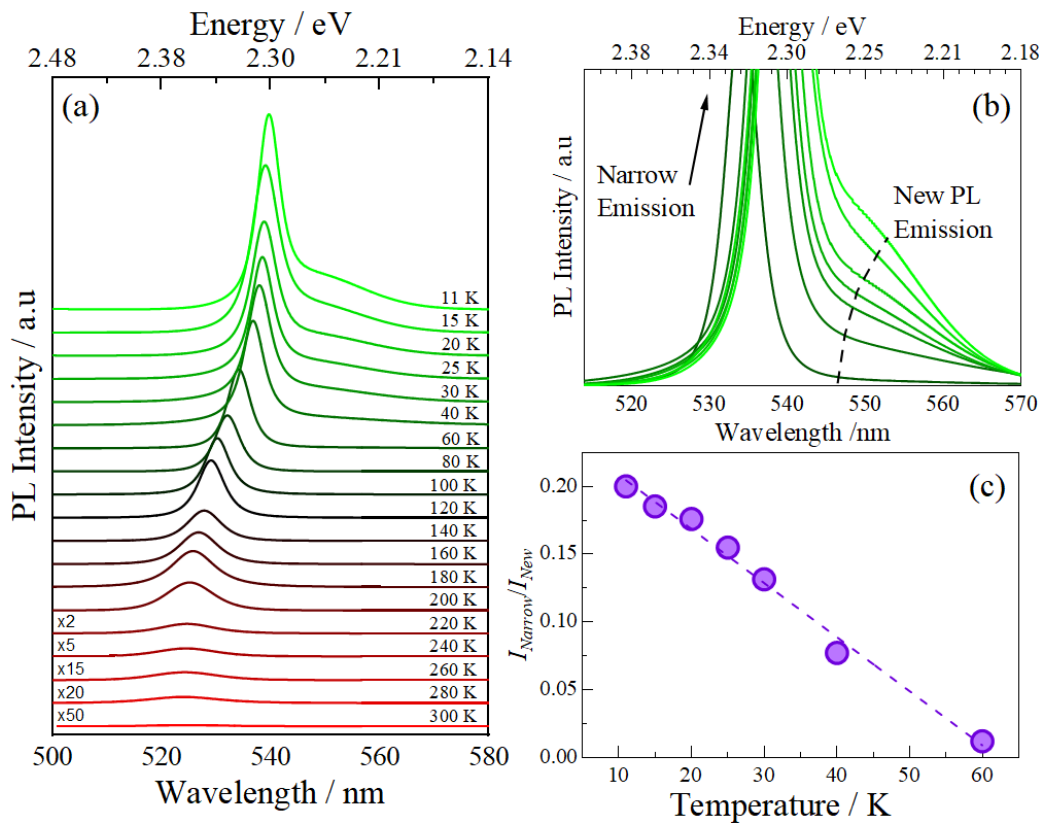 Energy / eV
2.48 2.38 2.30 2.21 2.14
(a)
PL Intensity / a.u
11 K
15 K
20 K
25 K
30 K
40 K
60 K
80 K
100 K
120 K
140 K
160 K
180 K
200 K
x2 220 K
x5 240 K
x15 260 K
x20 280 K
x50 300 K
500 520 540 560 580
Wavelength / nm
Energy / eV
2.38 2.34 2.30 2.26 2.24 2.21 2.18
(b)
PL Intensity / a.u
Narrow
Emission
New PL
Emission
520 530 540 550 560 570
Wavelength /nm
(c)
I_Narrow/I_New
0.20
0.15
0.10
0.05
0.00
10 20 30 40 50 60
Temperature / K